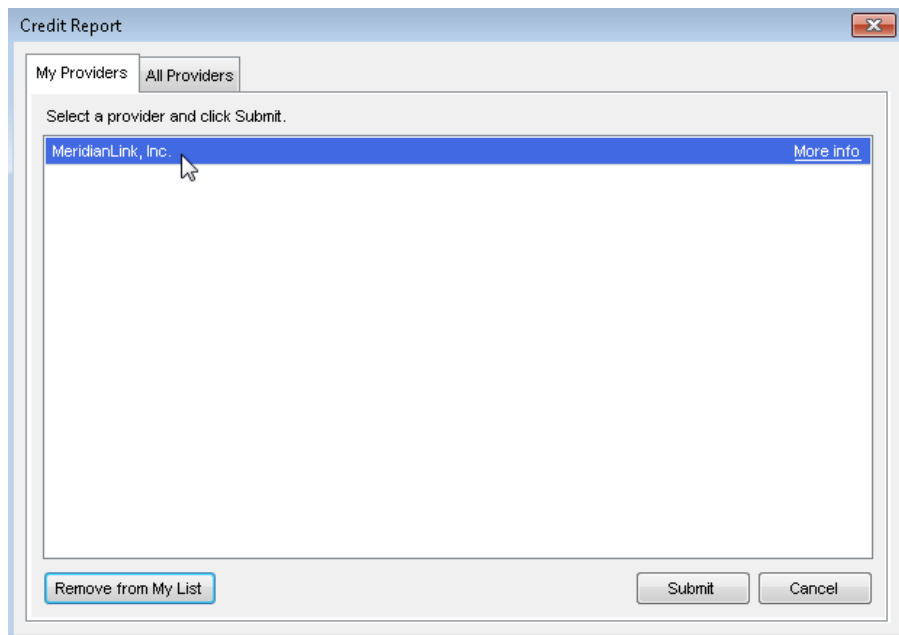 Credit Report
My Providers All Providers
Select a provider and click Submit.
MeridianLink, Inc. More info
Remove from My List Submit Cancel